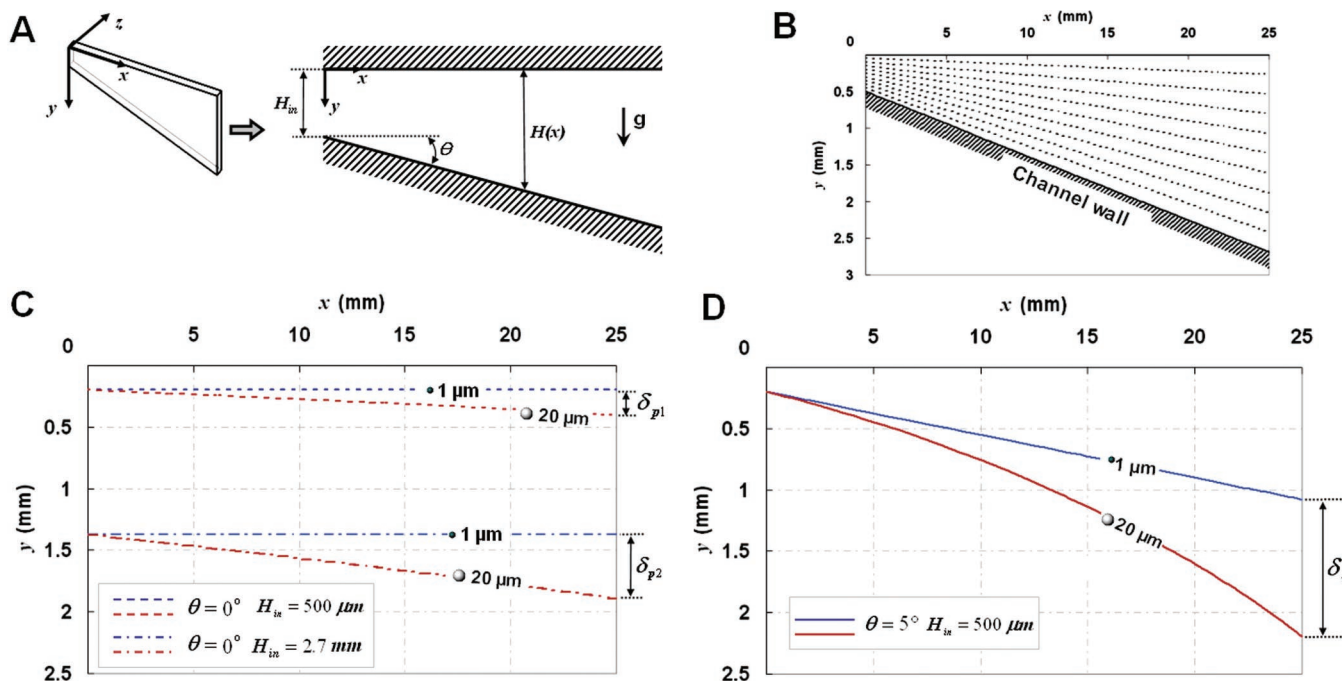 A
z
x
y
H_in
x
y
θ
H(x)
g
B
x (mm)
0 5 10 15 20 25
0.5
1
1.5
2
2.5
3
y (mm)
Channel wall
C
x (mm)
0 5 10 15 20 25
0.5
1
1.5
2
2.5
y (mm)
1 µm
20 µm
δ_p1
1 µm
20 µm
δ_p2
θ = 0° H_in = 500 µm
θ = 0° H_in = 2.7 mm
D
x (mm)
0 5 10 15 20 25
0.5
1
1.5
2
2.5
y (mm)
1 µm
20 µm
δ
θ = 5° H_in = 500 µm